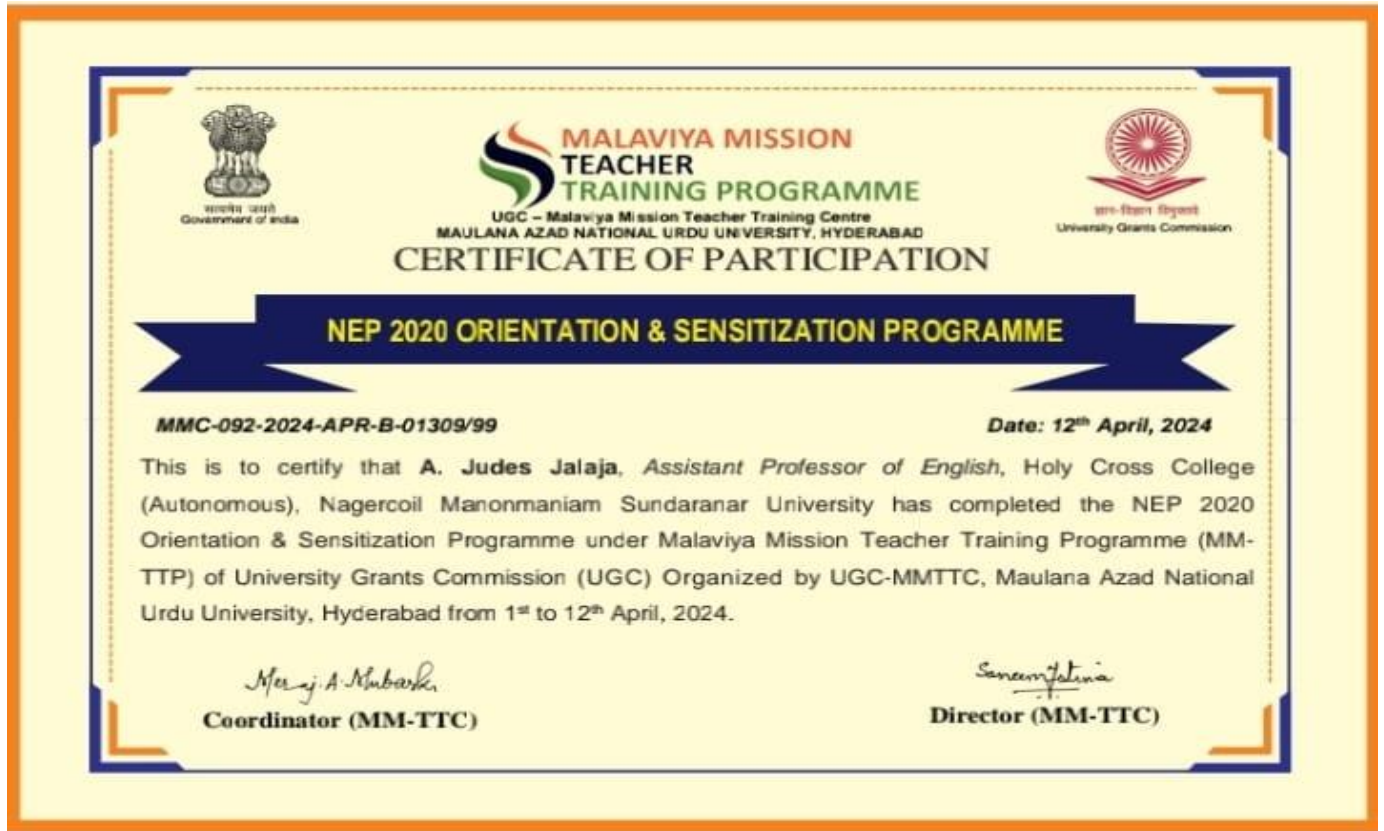 MALAVIYA MISSION
TEACHER
TRAINING PROGRAMME
सत्यमेव जयते
Government of India
UGC – Malaviya Mission Teacher Training Centre
MAULANA AZAD NATIONAL URDU UNIVERSITY, HYDERABAD
ज्ञान-विज्ञान विमुक्तये
University Grants Commission
CERTIFICATE OF PARTICIPATION
NEP 2020 ORIENTATION & SENSITIZATION PROGRAMME
MMC-092-2024-APR-B-01309/99 Date: 12th April, 2024
This is to certify that A. Judes Jalaja, Assistant Professor of English, Holy Cross College
(Autonomous), Nagercoil Manonmaniam Sundaranar University has completed the NEP 2020
Orientation & Sensitization Programme under Malaviya Mission Teacher Training Programme (MM-
TTP) of University Grants Commission (UGC) Organized by UGC-MMTTC, Maulana Azad National
Urdu University, Hyderabad from 1st to 12th April, 2024.
Meraj. A. Mubarki
Coordinator (MM-TTC) Director (MM-TTC)